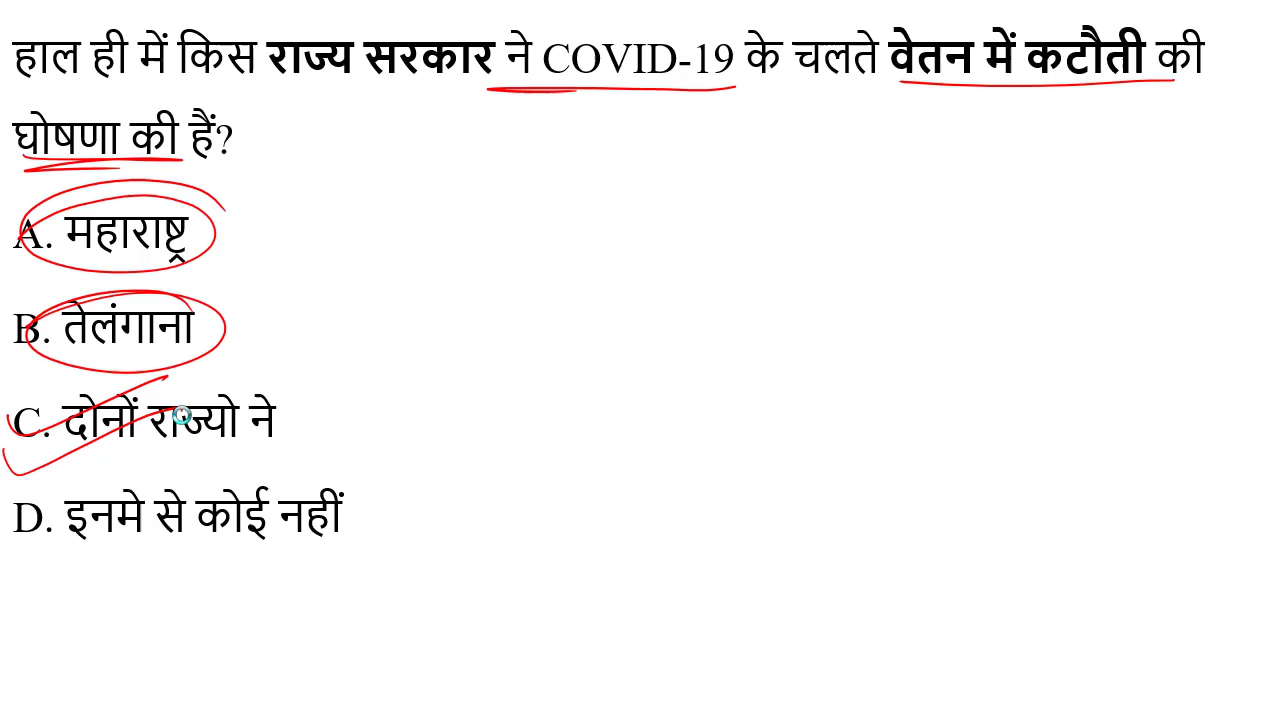 हाल ही में किस राज्य सरकार ने COVID-19 के चलते वेतन में कटौती की
घोषणा की हैं?
A. महाराष्ट्र
B. तेलंगाना
C. दोनों राज्यो ने
D. इनमे से कोई नहीं